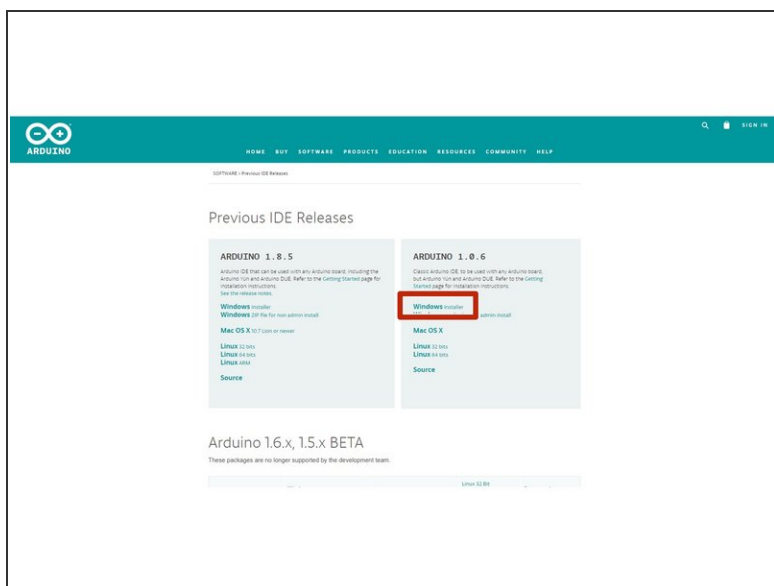 ARDUINO
SIGN IN
HOME BUY SOFTWARE PRODUCTS EDUCATION RESOURCES COMMUNITY HELP
SOFTWARE › Previous IDE Releases
Previous IDE Releases
ARDUINO 1.8.5
Arduino IDE that can be used with any Arduino board, including the
Arduino Yún and Arduino DUE. Refer to the Getting Started page for
installation instructions.
See the release notes.
Windows Installer
Windows ZIP file for non admin install
Mac OS X 10.7 Lion or newer
Linux 32 bits
Linux 64 bits
Linux ARM
Source
ARDUINO 1.0.6
Classic Arduino IDE, to be used with any Arduino board,
but Arduino Yún and Arduino DUE. Refer to the Getting
Started page for installation instructions.
Windows Installer
admin install
Mac OS X
Linux 32 bits
Linux 64 bits
Source
Arduino 1.6.x, 1.5.x BETA
These packages are no longer supported by the development team.
Linux 32 Bit